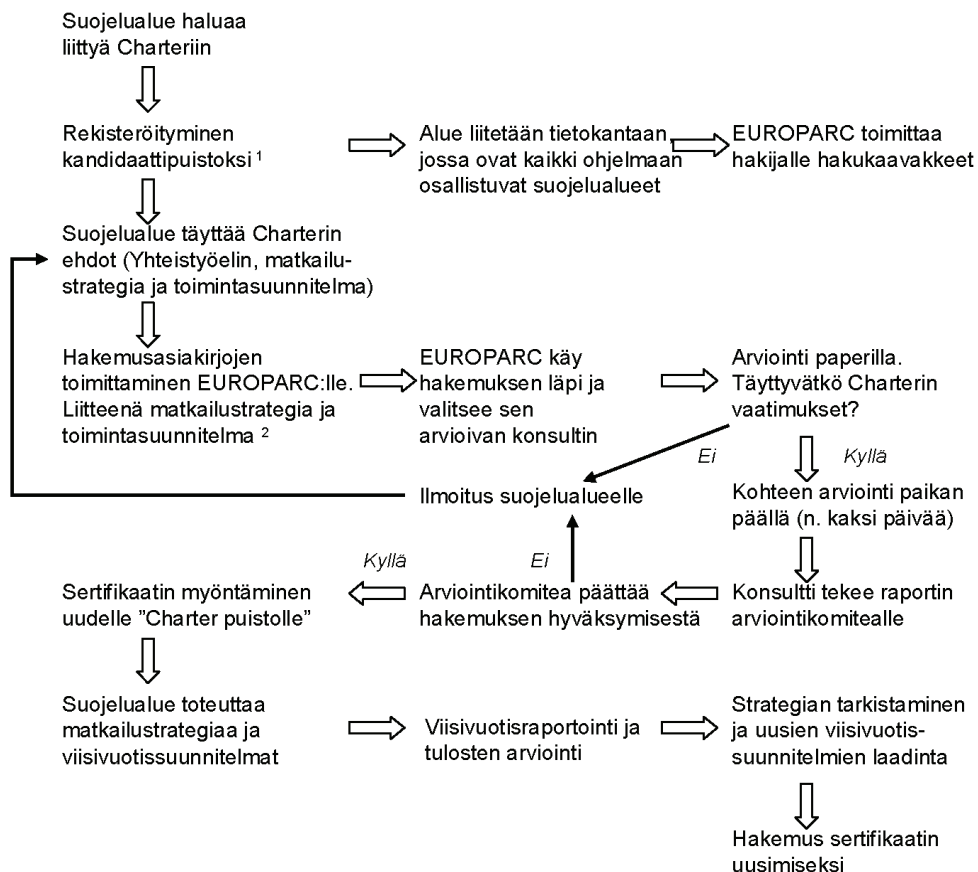 Suojelualue haluaa
liittyä Charteriin
Rekisteröityminen
kandidaattipuistoksi ¹
Alue liitetään tietokantaan,
jossa ovat kaikki ohjelmaan
osallistuvat suojelualueet
EUROPARC toimittaa
hakijalle hakukaavakkeet
Suojelualue täyttää Charterin
ehdot (Yhteistyöelin, matkailu-
strategia ja toimintasuunnitelma)
Hakemusasiakirjojen
toimittaminen EUROPARC:lle.
Liitteenä matkailustrategia ja
toimintasuunnitelma ²
EUROPARC käy
hakemuksen läpi ja
valitsee sen
arvioivan konsultin
Arviointi paperilla.
Täyttyvätkö Charterin
vaatimukset?
Ei
Kyllä
Ilmoitus suojelualueelle
Kohteen arviointi paikan
päällä (n. kaksi päivää)
Konsultti tekee raportin
arviointikomitealle
Ei
Arviointikomitea päättää
hakemuksen hyväksymisestä
Kyllä
Sertifikaatin myöntäminen
uudelle ”Charter puistolle”
Suojelualue toteuttaa
matkailustrategiaa ja
viisivuotissuunnitelmat
Viisivuotisraportointi ja
tulosten arviointi
Strategian tarkistaminen
ja uusien viisivuotis-
suunnitelmien laadinta
Hakemus sertifikaatin
uusimiseksi